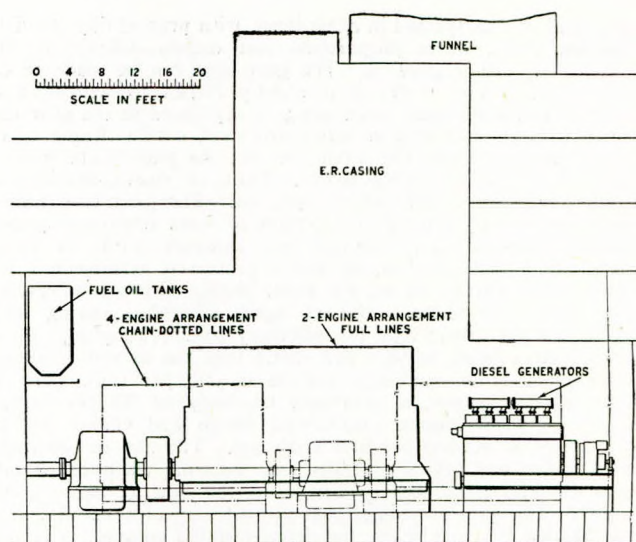 FUNNEL
0 4 8 12 16 20
SCALE IN FEET
E.R.CASING
FUEL OIL TANKS
4-ENGINE ARRANGEMENT
CHAIN-DOTTED LINES
2-ENGINE ARRANGEMENT
FULL LINES
DIESEL GENERATORS